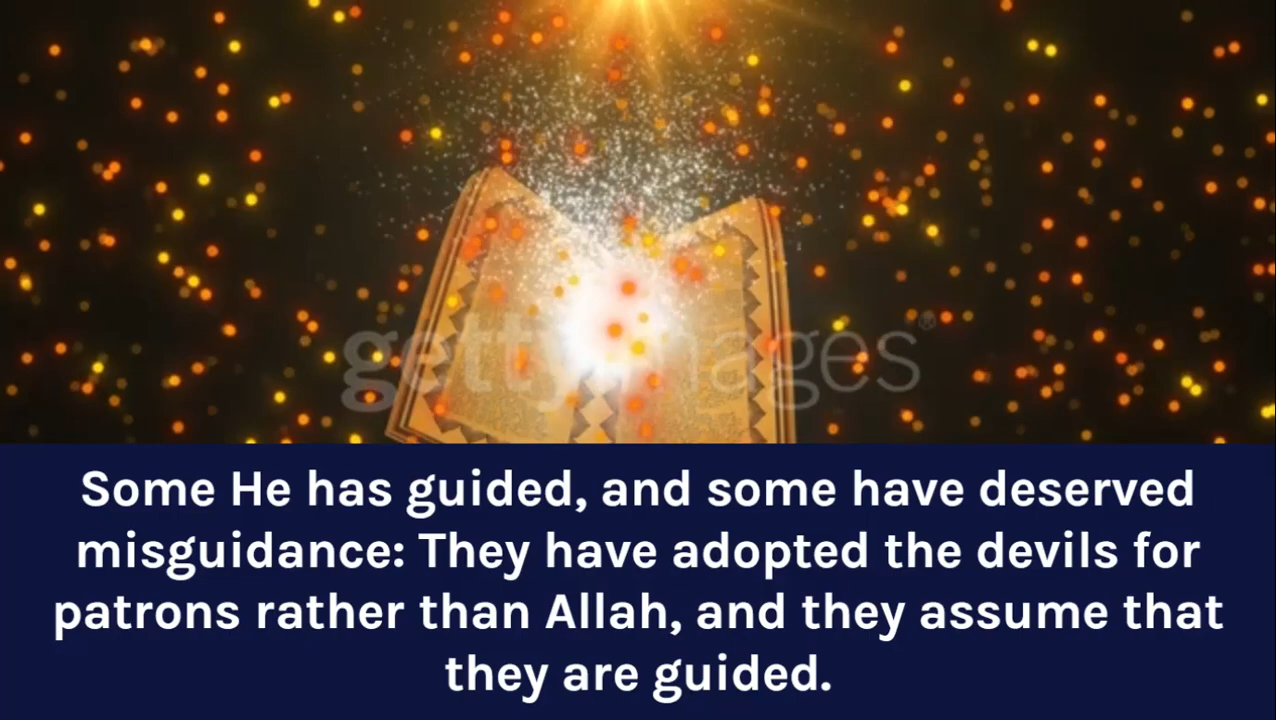 gettyimages®
Some He has guided, and some have deserved
misguidance: They have adopted the devils for
patrons rather than Allah, and they assume that
they are guided.